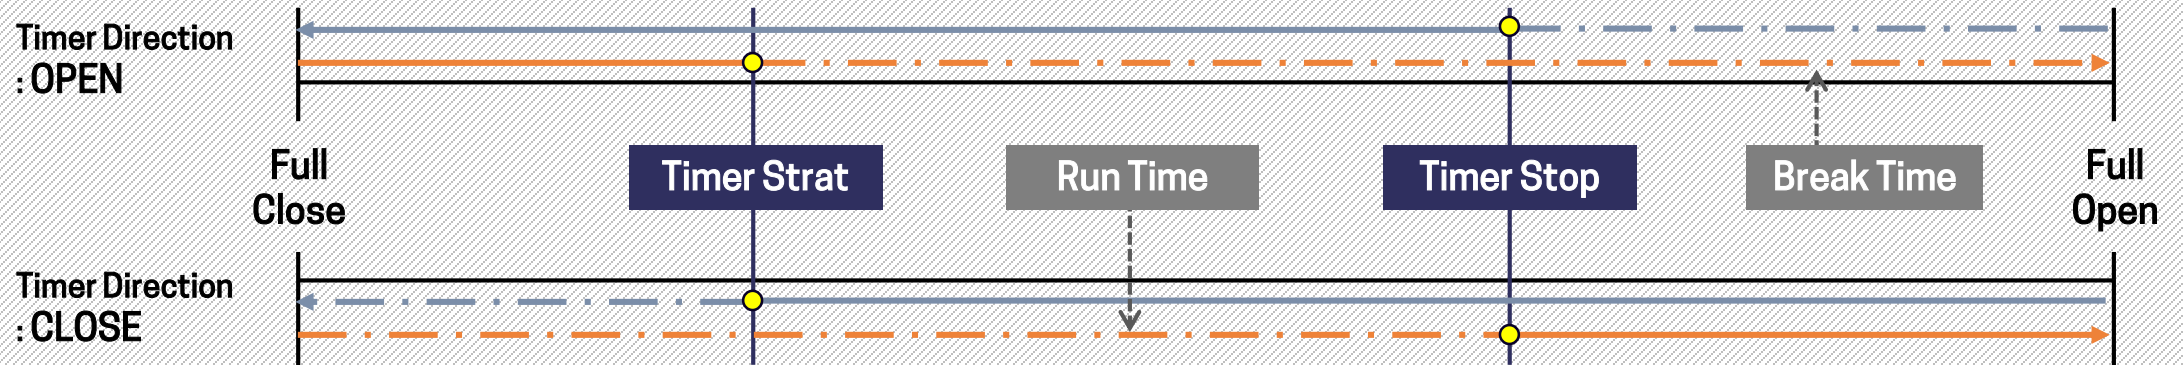 Timer Direction
: OPEN
Full
Close
Timer Strat
Run Time
Timer Stop
Break Time
Full
Open
Timer Direction
: CLOSE